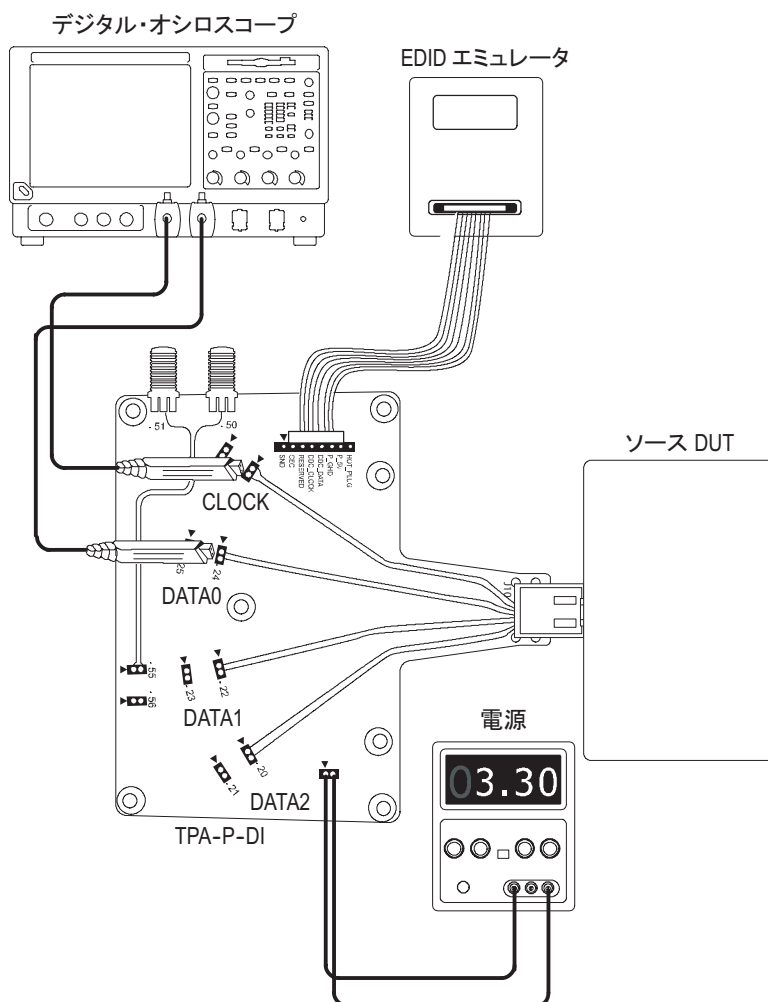 デジタル・オシロスコープ
EDID エミュレータ
ソース DUT
51
50
GND
CEC
RESERVED
DDC_CLOCK
DDC_DATA
P_GND
P_5V
HOT_PLUG
CLOCK
25
24
DATA0
J10
55
56
23
22
DATA1
20
21
DATA2
TPA-P-DI
電源
03.30